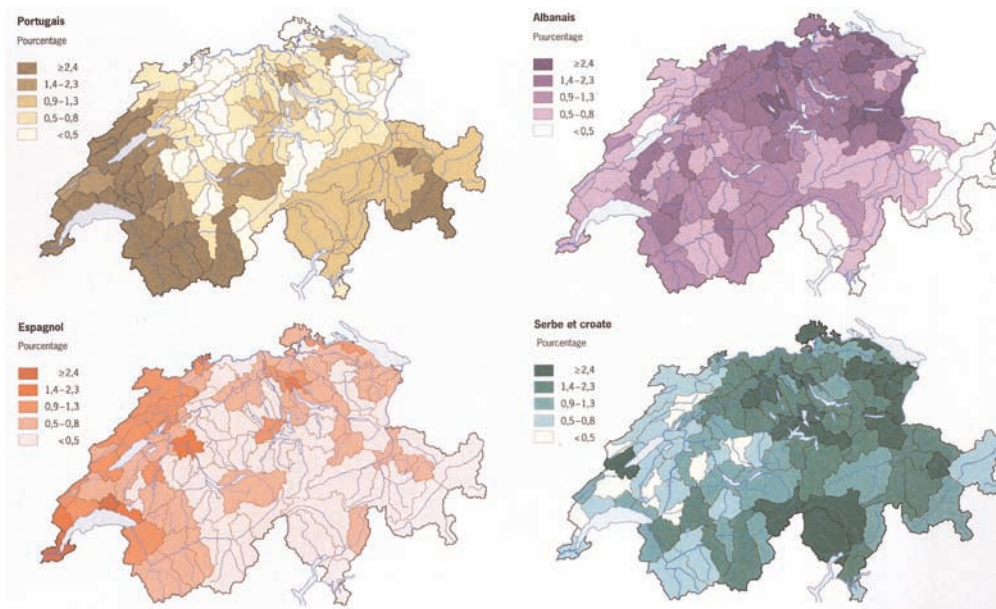 Portugais
Pourcentage
≥2,4
1,4–2,3
0,9–1,3
0,5–0,8
<0,5
Albanais
Pourcentage
≥2,4
1,4–2,3
0,9–1,3
0,5–0,8
<0,5
Espagnol
Pourcentage
≥2,4
1,4–2,3
0,9–1,3
0,5–0,8
<0,5
Serbe et croate
Pourcentage
≥2,4
1,4–2,3
0,9–1,3
0,5–0,8
<0,5